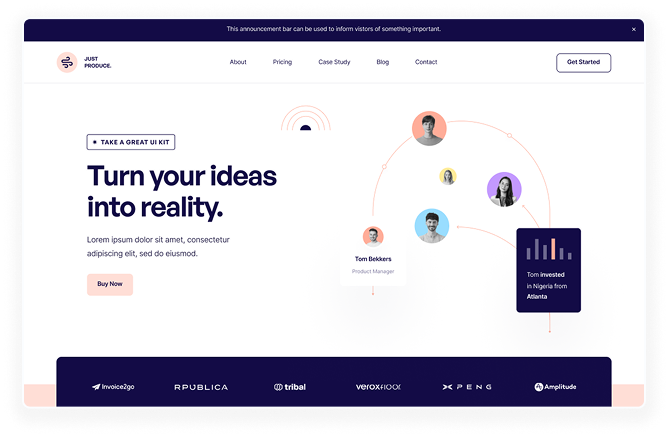 This announcement bar can be used to inform vistors of something important.
×
JUST
PRODUCE.
About
Pricing
Case Study
Blog
Contact
Get Started
TAKE A GREAT UI KIT
Turn your ideas
into reality.
Lorem ipsum dolor sit amet, consectetur
adipiscing elit, sed do eiusmod.
Buy Now
Tom Bekkers
Product Manager
Tom invested
in Nigeria from
Atlanta
Invoice2go
RPUBLICA
tribal
veroxfloor
PENG
Amplitude